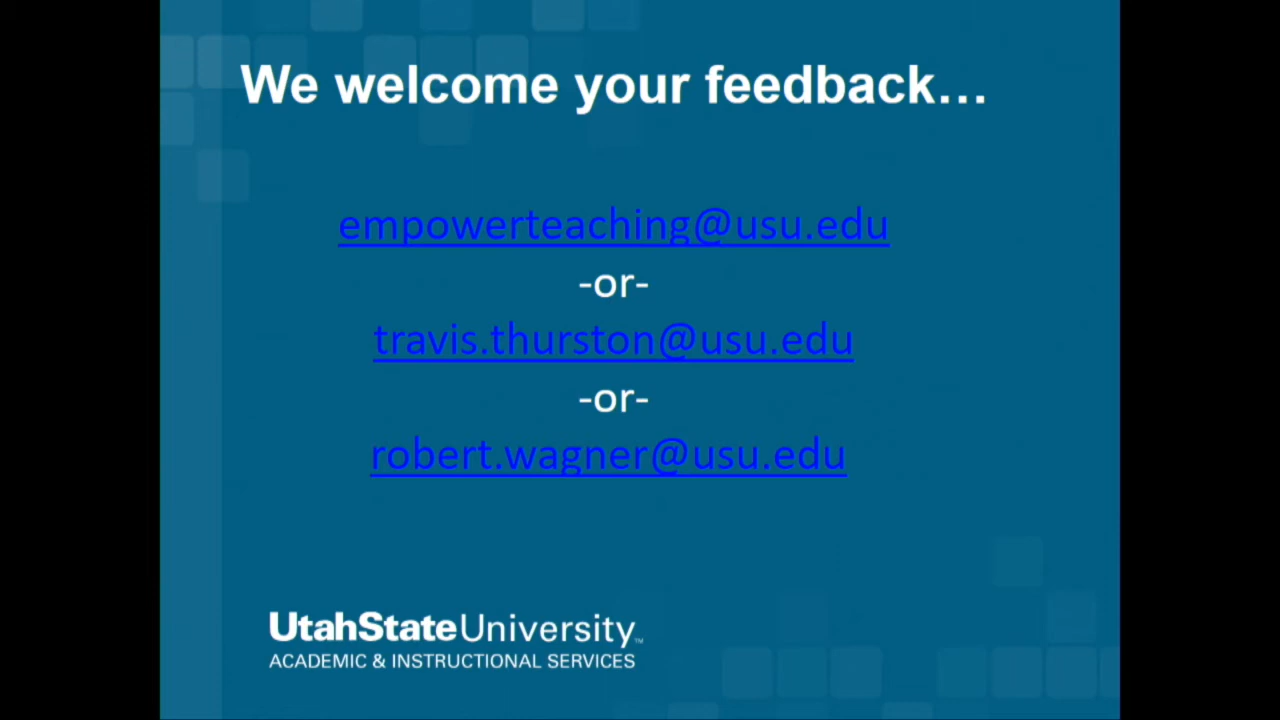 We welcome your feedback…
empowerteaching@usu.edu
-or-
travis.thurston@usu.edu
-or-
robert.wagner@usu.edu
UtahStateUniversity™
ACADEMIC & INSTRUCTIONAL SERVICES